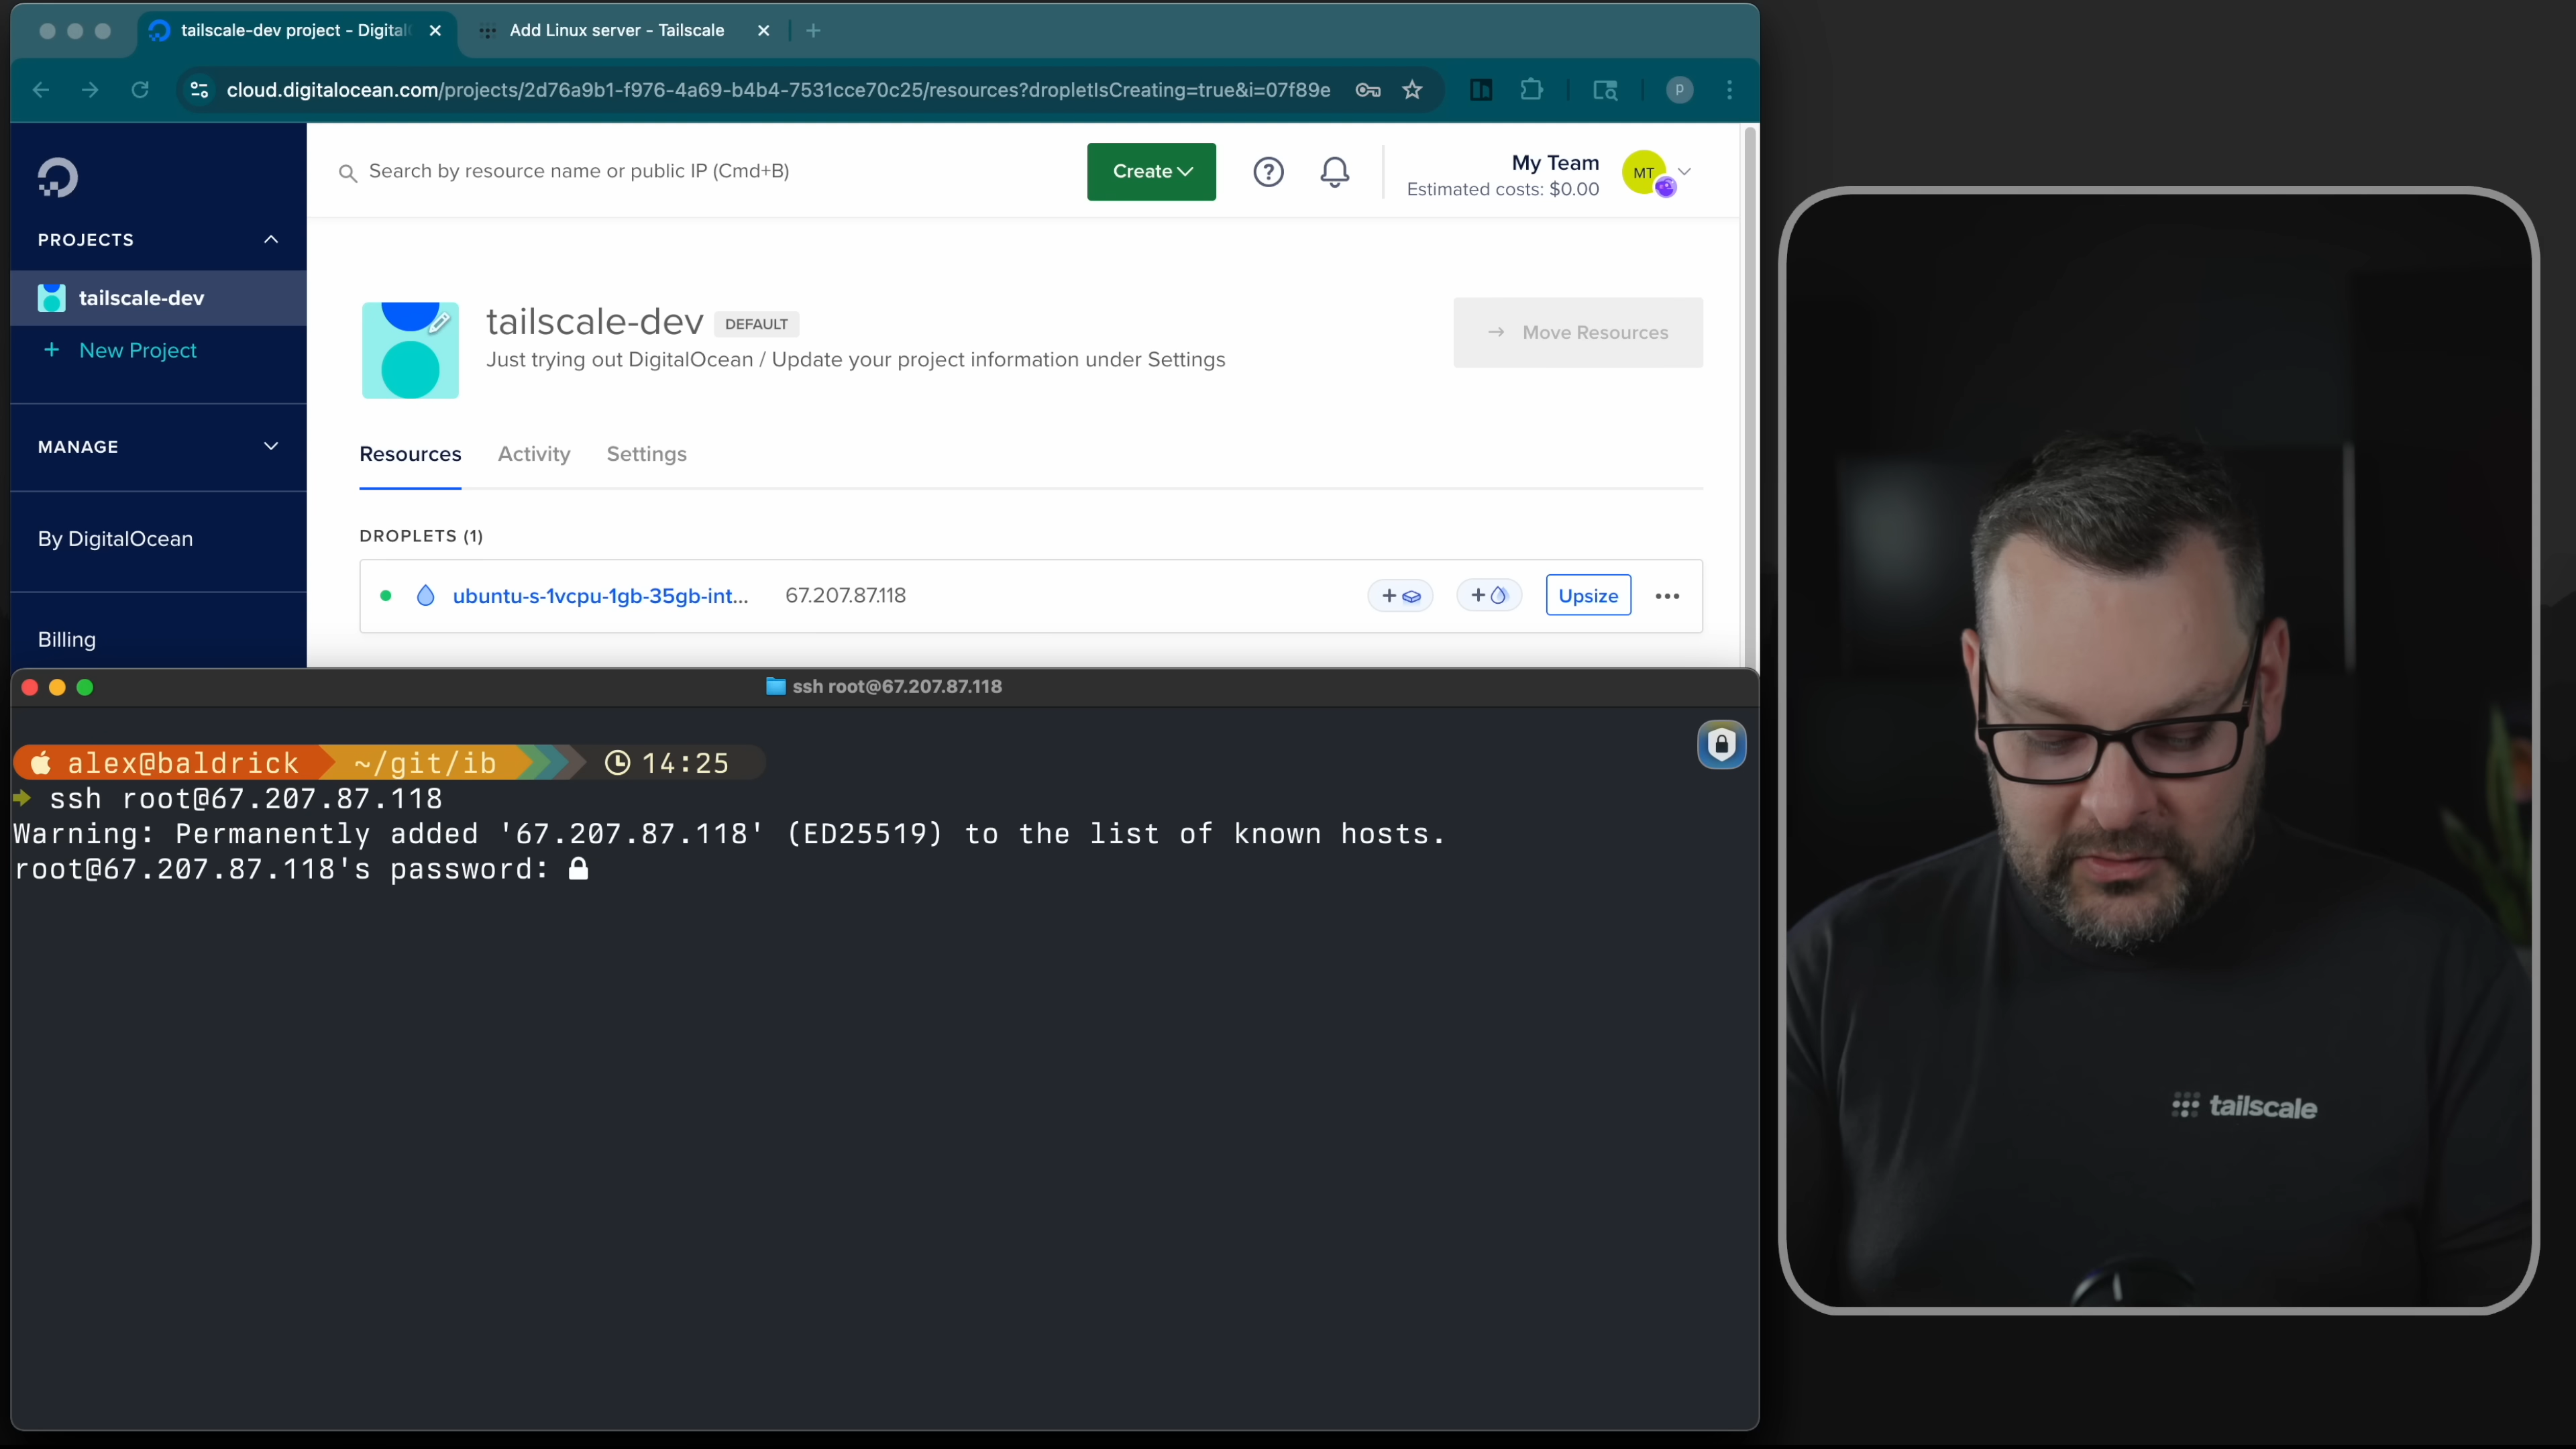 tailscale-dev project - Digital
Add Linux server - Tailscale
cloud.digitalocean.com/projects/2d76a9b1-f976-4a69-b4b4-7531cce70c25/resources?dropletIsCreating=true&i=07f89e
P
Search by resource name or public IP (Cmd+B)
Create
My Team
Estimated costs: $0.00
MT
PROJECTS
tailscale-dev
+ New Project
MANAGE
By DigitalOcean
Billing
tailscale-dev DEFAULT
Just trying out DigitalOcean / Update your project information under Settings
→ Move Resources
Resources Activity Settings
DROPLETS (1)
ubuntu-s-1vcpu-1gb-35gb-int... 67.207.87.118 Upsize
ssh root@67.207.87.118
alex@baldrick ~/git/ib 14:25
ssh root@67.207.87.118
Warning: Permanently added '67.207.87.118' (ED25519) to the list of known hosts.
root@67.207.87.118's password:
tailscale